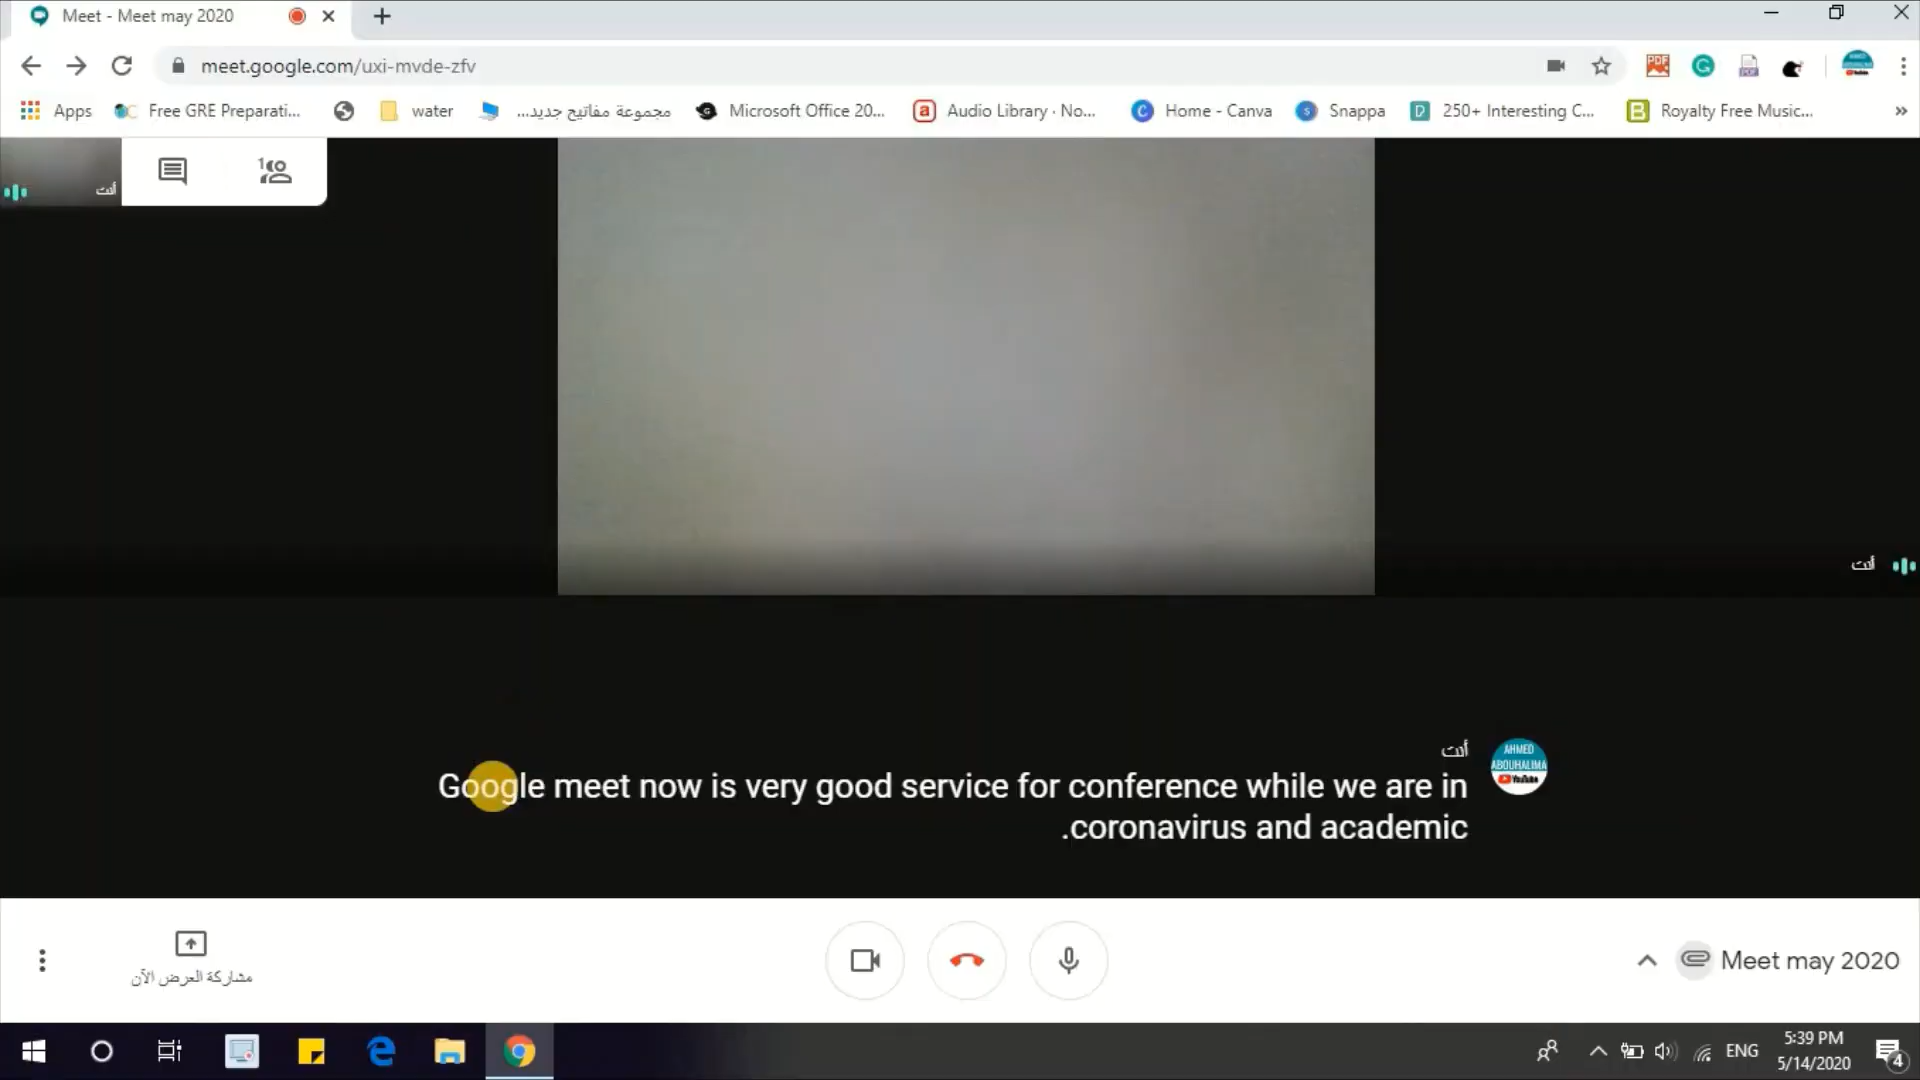 Meet - Meet may 2020
meet.google.com/uxi-mvde-zfv
Apps
Free GRE Preparati...
water
مجموعة مفاتيح جديد...
Microsoft Office 20...
Audio Library · No...
Home - Canva
Snappa
250+ Interesting C...
Royalty Free Music...
أنت
1
أنت
أنت
AHMED
ABOUHALIMA
YouTube
Google meet now is very good service for conference while we are in
.coronavirus and academic
مشاركة العرض الآن
Meet may 2020
ENG
5:39 PM
5/14/2020
4